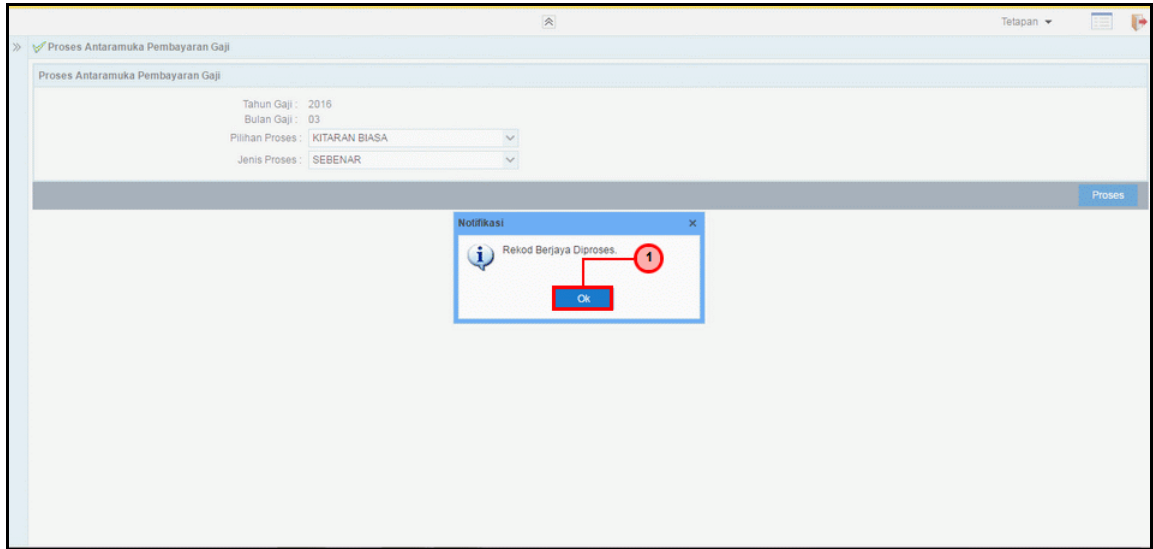 Tetapan
Proses Antaramuka Pembayaran Gaji
Proses Antaramuka Pembayaran Gaji
Tahun Gaji : 2016
Bulan Gaji : 03
Pilihan Proses : KITARAN BIASA
Jenis Proses : SEBENAR
Proses
Notifikasi
Rekod Berjaya Diproses.
1
Ok